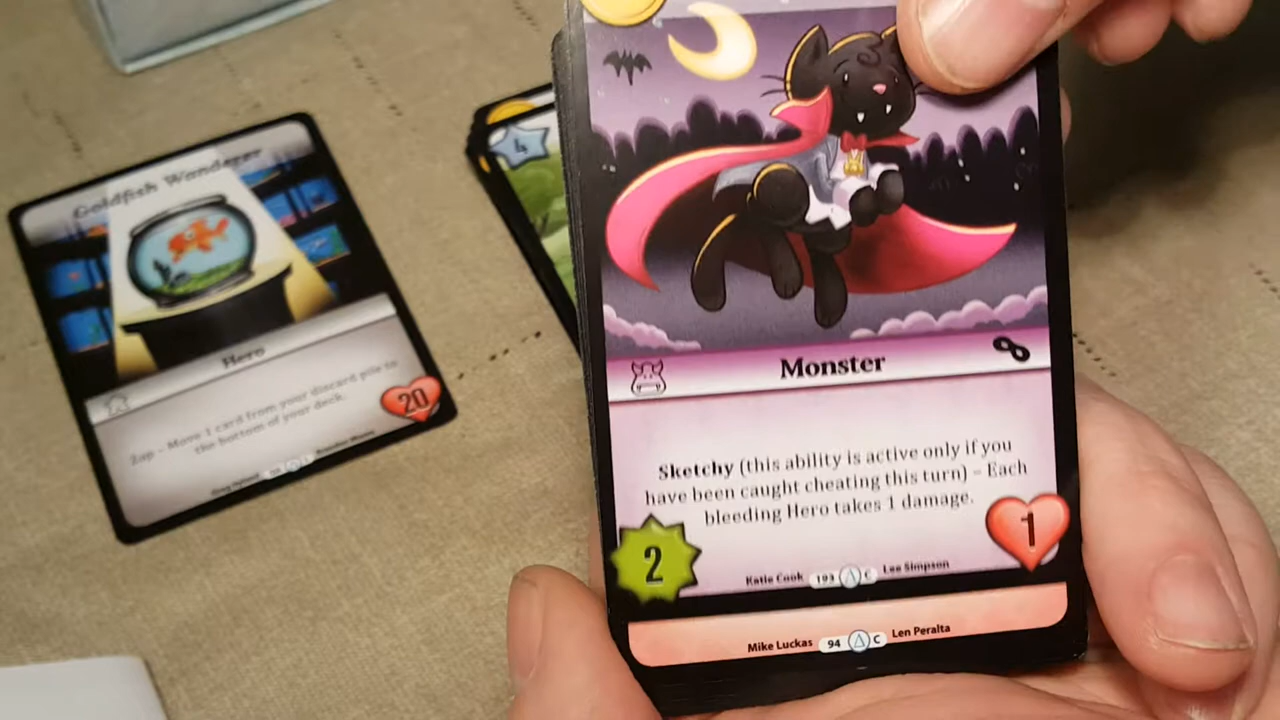 Goldfish Wanderer
Hero
Zap – Move 1 card from your discard pile to
the bottom of your deck.
20
4
Monster
Sketchy (this ability is active only if you
have been caught cheating this turn) – Each
bleeding Hero takes 1 damage.
2
1
Katie Cook 193 C Lee Simpson
Mike Luckas 94 C Len Peralta